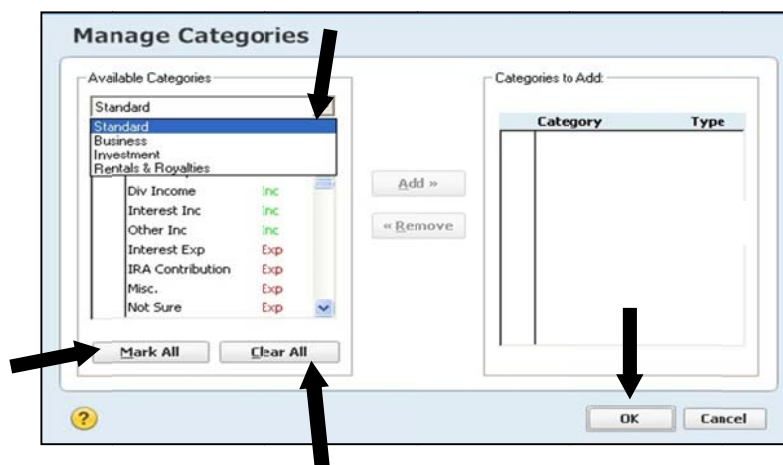 Manage Categories
Available Categories
Standard
Standard
Business
Investment
Rentals & Royalties
Div Income Inc
Interest Inc Inc
Other Inc Inc
Interest Exp Exp
IRA Contribution Exp
Misc. Exp
Not Sure Exp
Mark All Clear All
Add »
« Remove
Categories to Add:
Category Type
?
OK Cancel